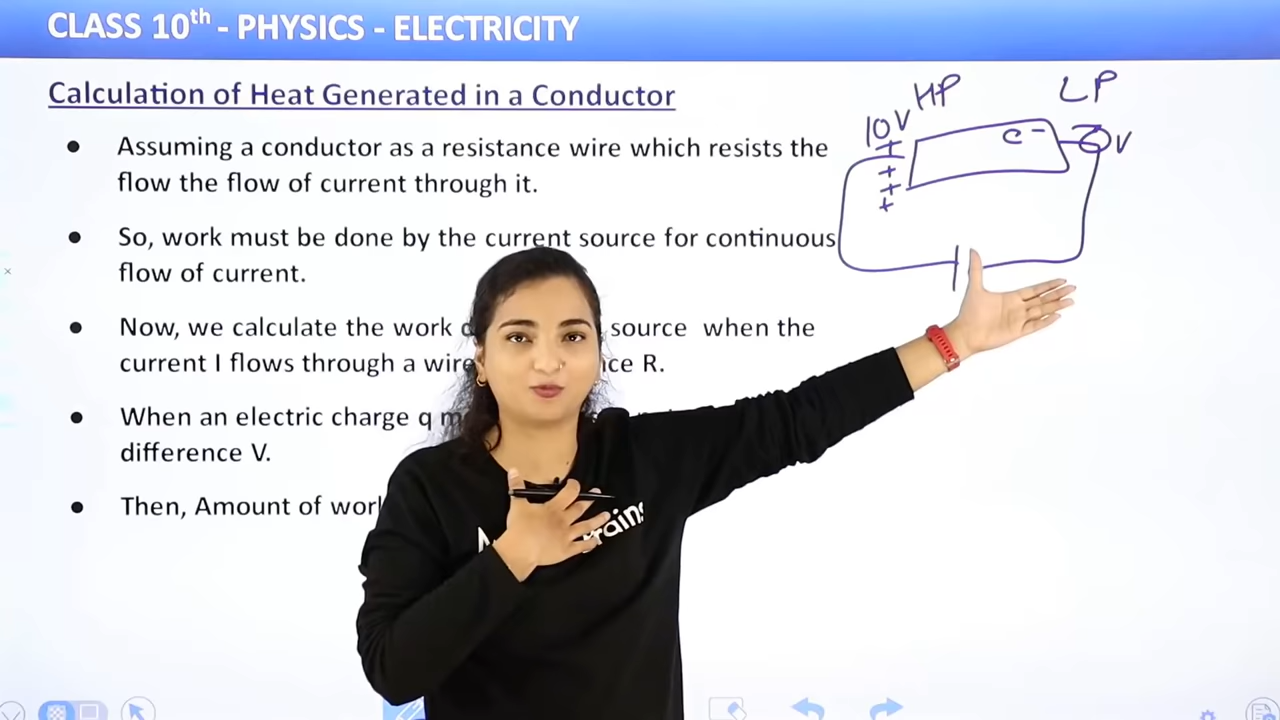 CLASS 10th - PHYSICS - ELECTRICITY
Calculation of Heat Generated in a Conductor
● Assuming a conductor as a resistance wire which resists the
flow the flow of current through it.
● So, work must be done by the current source for continuous
flow of current.
● Now, we calculate the work source when the
current I flows through a wire R.
● When an electric charge q
difference V.
● Then, Amount of
HP
LP
10V
e-
V
+
+
+
+